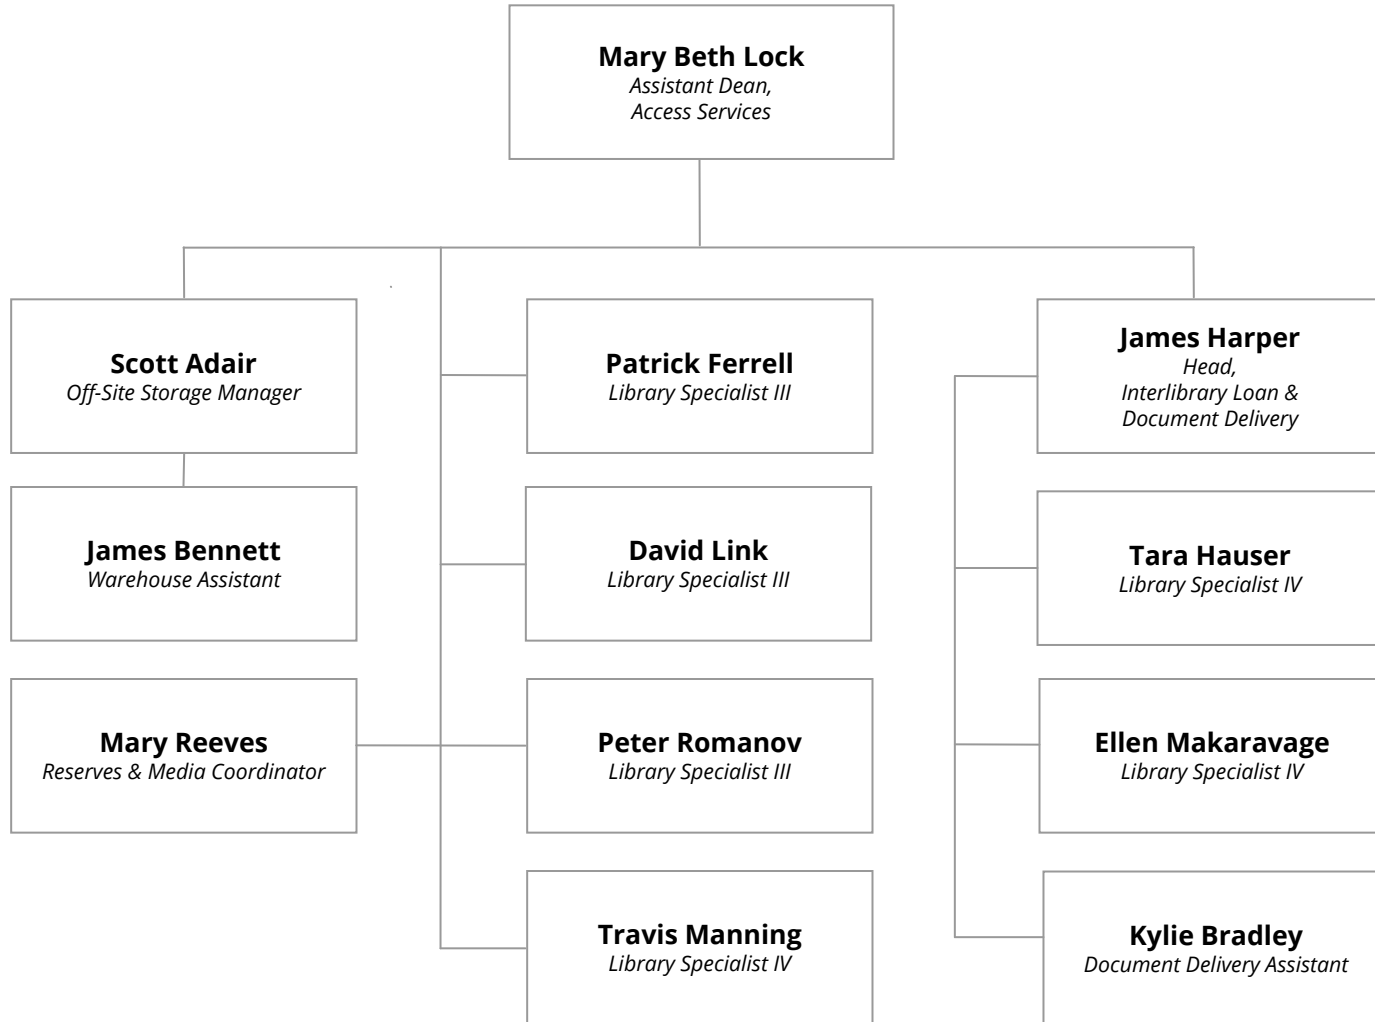 Mary Beth Lock
Assistant Dean,
Access Services
Scott Adair
Off-Site Storage Manager
Patrick Ferrell
Library Specialist III
James Harper
Head,
Interlibrary Loan &
Document Delivery
James Bennett
Warehouse Assistant
David Link
Library Specialist III
Tara Hauser
Library Specialist IV
Mary Reeves
Reserves & Media Coordinator
Peter Romanov
Library Specialist III
Ellen Makaravage
Library Specialist IV
Travis Manning
Library Specialist IV
Kylie Bradley
Document Delivery Assistant